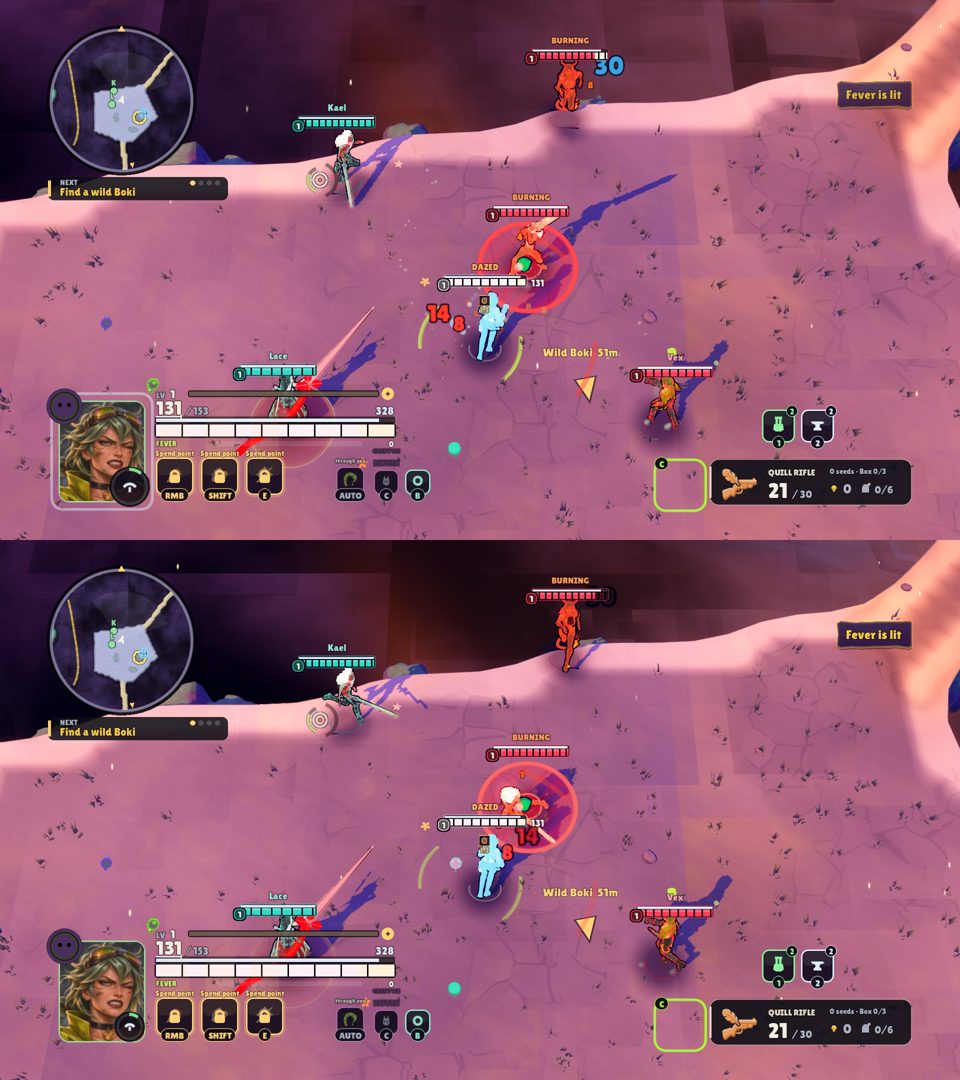 BURNING
1
30
8
Fever is lit
K
Kael
1
NEXT
Find a wild Boki
BURNING
1
DAZED
1
131
14
8
Wild Boki 51m
Lace
1
Vex
1
LV 1
131 /153
328
FEVER
0
Spend point
Spend point
Spend point
RMB
SHIFT
E
AUTO
C
B
2
2
1
2
C
QUILL RIFLE
0 seeds · Box 0/3
21 / 30
0
0/6
BURNING
1
Fever is lit
K
Kael
1
NEXT
Find a wild Boki
BURNING
1
1
DAZED
1
131
14
8
Wild Boki 51m
Lace
1
Vex
1
LV 1
131 /153
328
FEVER
0
Spend point
Spend point
Spend point
RMB
SHIFT
E
AUTO
C
B
2
2
1
2
C
QUILL RIFLE
0 seeds · Box 0/3
21 / 30
0
0/6